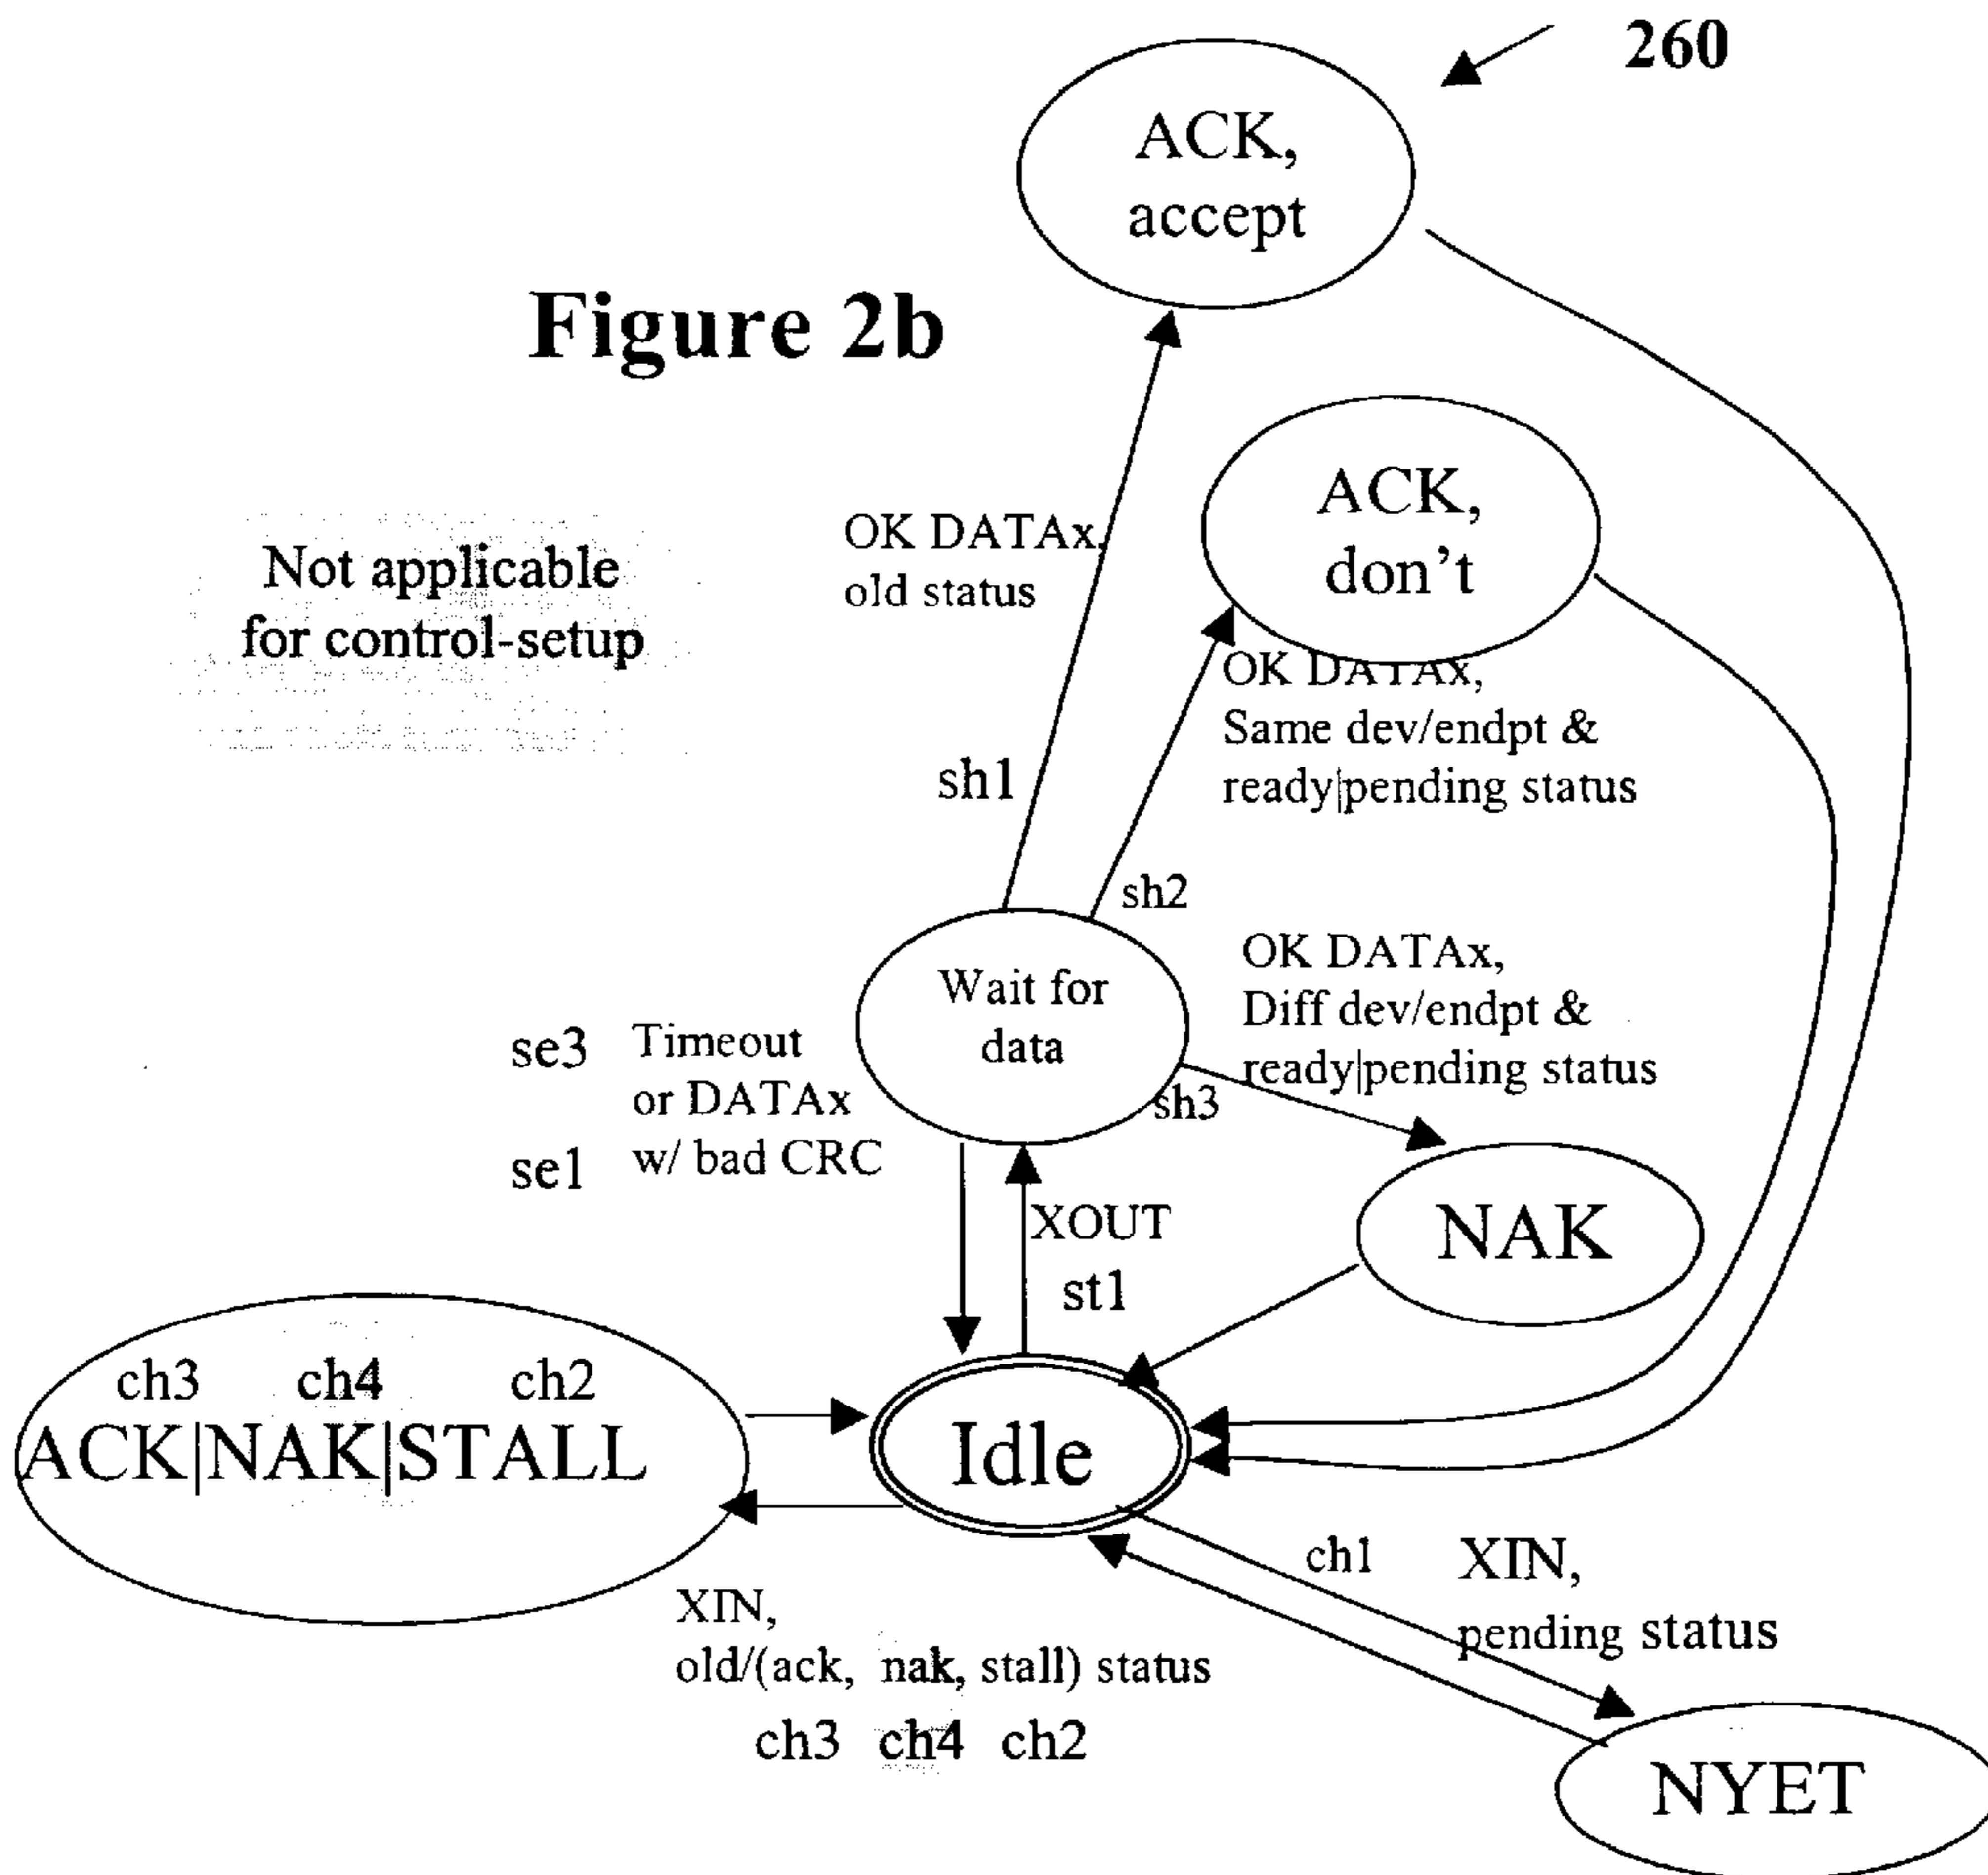 260
ACK,
accept
Figure 2b
ACK,
don't
OK DATAx,
old status
Not applicable
for control-setup
OK DATAx,
Same dev/endpt &
ready|pending status
sh1
sh2
Wait for
data
OK DATAx,
Diff dev/endpt &
ready|pending status
sh3
se3
Timeout
or DATAx
w/ bad CRC
se1
XOUT
st1
NAK
ch3 ch4 ch2
ACK|NAK|STALL
Idle
ch1
XIN,
pending status
XIN,
old/(ack, nak, stall) status
ch3 ch4 ch2
NYET